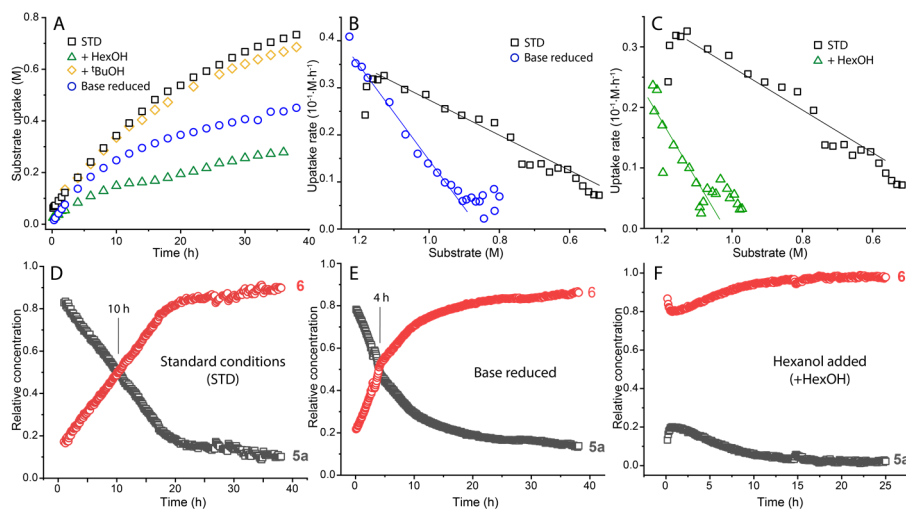 A
STD
+ HexOH
+ tBuOH
Base reduced
Substrate uptake (M)
0.8
0.6
0.4
0.2
0.0
0
10
20
30
40
Time (h)
B
STD
Base reduced
Uptake rate (10⁻¹·M·h⁻¹)
0.4
0.3
0.2
0.1
0.0
1.2
1.0
0.8
0.6
Substrate (M)
C
STD
+ HexOH
Uptake rate (10⁻¹·M·h⁻¹)
0.3
0.2
0.1
0.0
1.2
1.0
0.8
0.6
Substrate (M)
D
6
10 h
Standard conditions
(STD)
5a
Relative concentration
1.0
0.8
0.6
0.4
0.2
0.0
0
10
20
30
40
Time (h)
E
6
4 h
Base reduced
5a
Relative concentration
1.0
0.8
0.6
0.4
0.2
0.0
0
10
20
30
40
Time (h)
F
6
Hexanol added
(+HexOH)
5a
Relative concentration
1.0
0.8
0.6
0.4
0.2
0.0
0
5
10
15
20
25
Time (h)